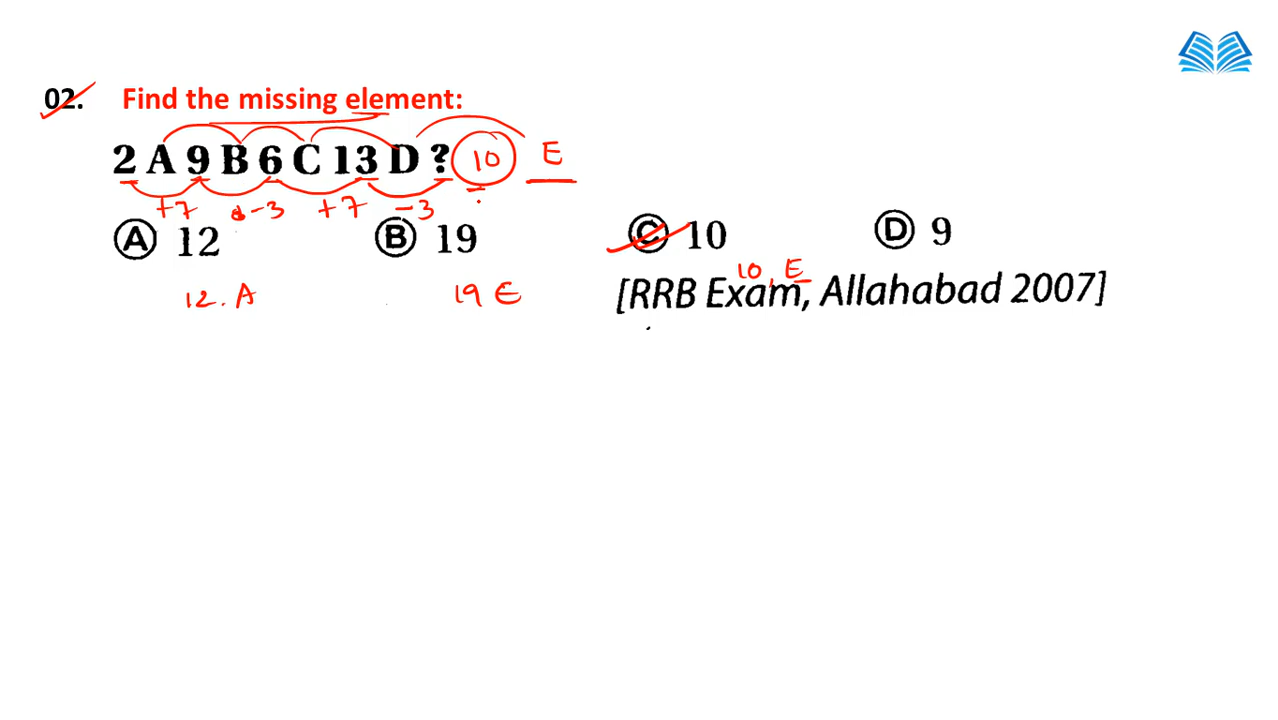 02. Find the missing element:
2 A 9 B 6 C 13 D ? 10 E
+7 -3 +7 -3
A 12 B 19 C 10 D 9
12. A 19 E 10, E
[RRB Exam, Allahabad 2007]